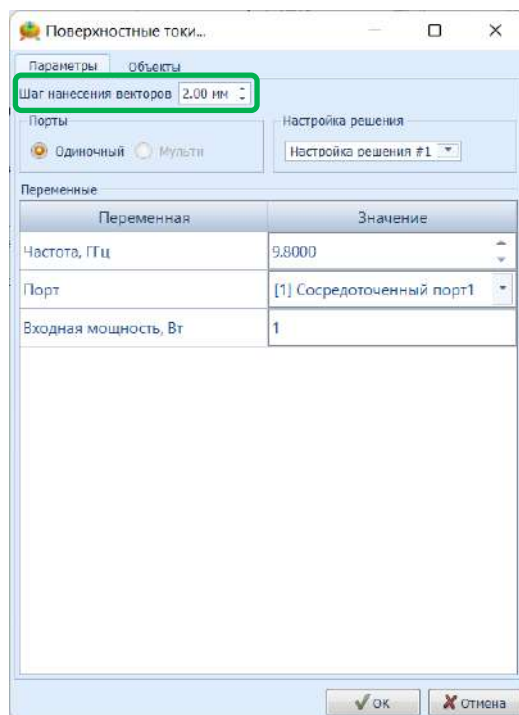 Поверхностные токи...
Параметры Объекты
Шаг нанесения векторов 2.00 мм
Порты Настройка решения
Одиночный Мульти Настройка решения #1
Переменные
Переменная Значение
Частота, ГГц 9.8000
Порт [1] Сосредоточенный порт1
Входная мощность, Вт 1
ОК Отмена